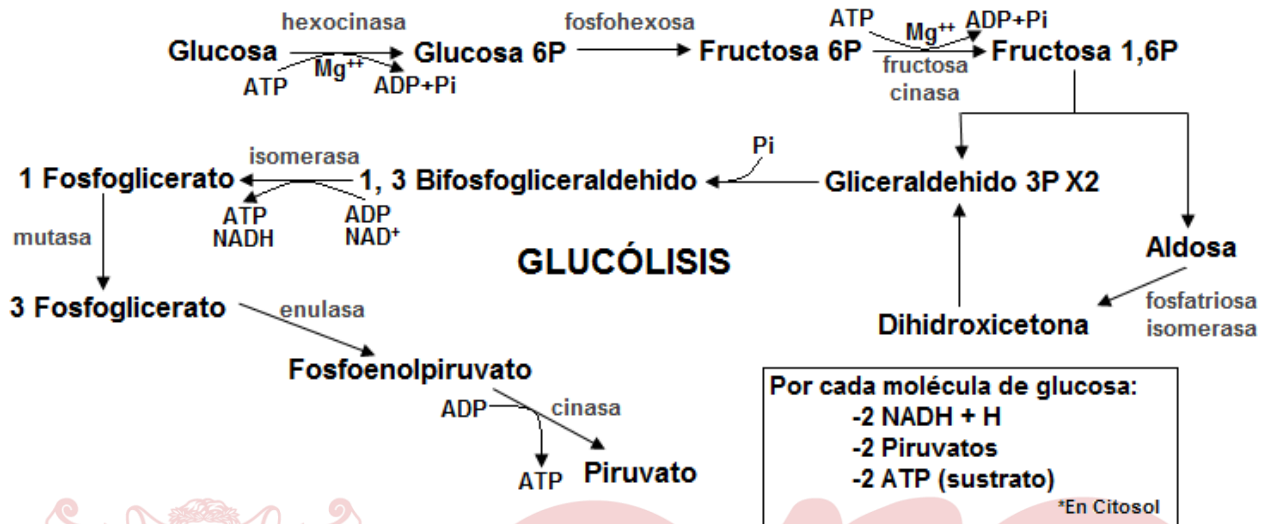 hexocinasa
Glucosa
ATP
Mg++
ADP+Pi
Glucosa 6P
fosfohexosa
Fructosa 6P
ATP
Mg++
ADP+Pi
fructosa
cinasa
Fructosa 1,6P
Pi
Gliceraldehido 3P X2
1, 3 Bifosfogliceraldehido
isomerasa
ADP
NAD+
ATP
NADH
1 Fosfoglicerato
mutasa
GLUCÓLISIS
Aldosa
fosfatriosa
isomerasa
Dihidroxicetona
3 Fosfoglicerato
enulasa
Fosfoenolpiruvato
ADP
cinasa
ATP
Piruvato
Por cada molécula de glucosa:
-2 NADH + H
-2 Piruvatos
-2 ATP (sustrato)
*En Citosol